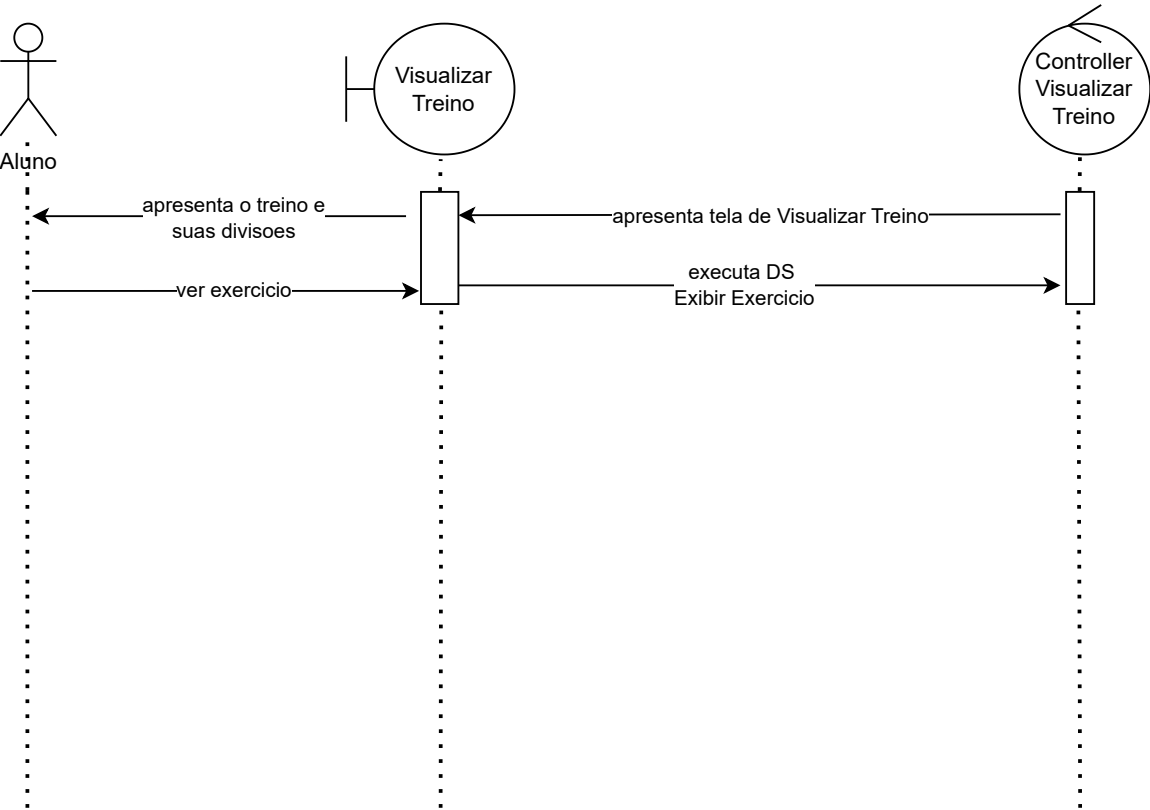 Visualizar
Treino
Controller
Visualizar
Treino
Aluno
apresenta o treino e
suas divisoes
apresenta tela de Visualizar Treino
ver exercicio
executa DS
Exibir Exercicio